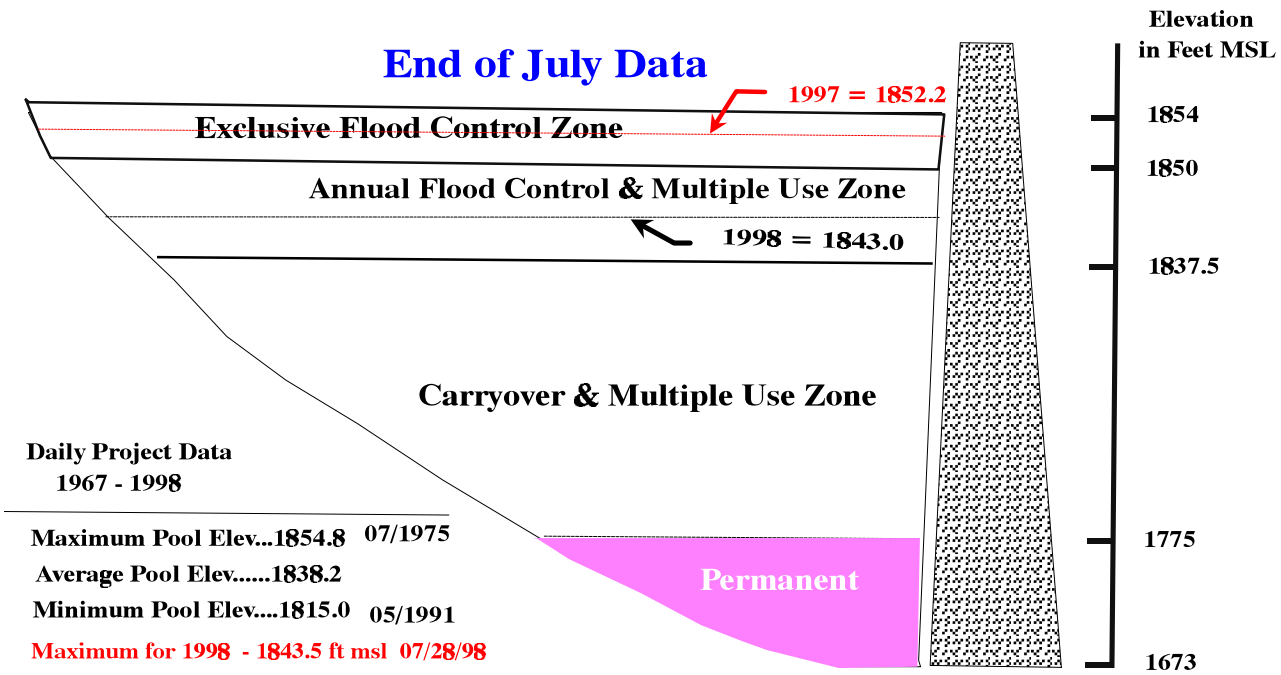 Elevation
in Feet MSL
End of July Data
1997 = 1852.2
1854
Exclusive Flood Control Zone
1850
Annual Flood Control & Multiple Use Zone
1998 = 1843.0
1837.5
Carryover & Multiple Use Zone
Daily Project Data
1967 - 1998
Maximum Pool Elev...1854.8 07/1975
Average Pool Elev......1838.2
Minimum Pool Elev....1815.0 05/1991
Maximum for 1998 - 1843.5 ft msl 07/28/98
1775
Permanent
1673